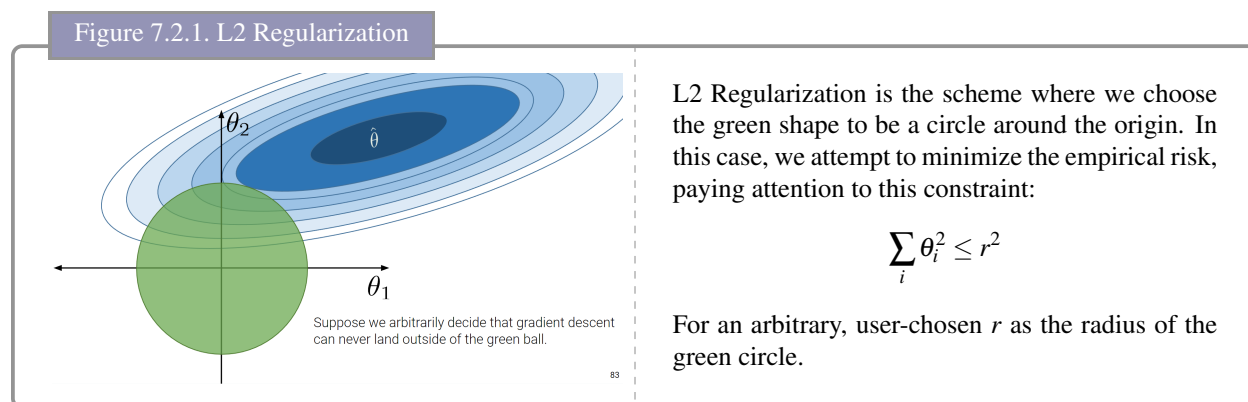 Figure 7.2.1. L2 Regularization
θ₂
θ̂
θ₁
Suppose we arbitrarily decide that gradient descent
can never land outside of the green ball.
83
L2 Regularization is the scheme where we choose
the green shape to be a circle around the origin. In
this case, we attempt to minimize the empirical risk,
paying attention to this constraint:
∑ᵢ θᵢ² ≤ r²
For an arbitrary, user-chosen r as the radius of the
green circle.